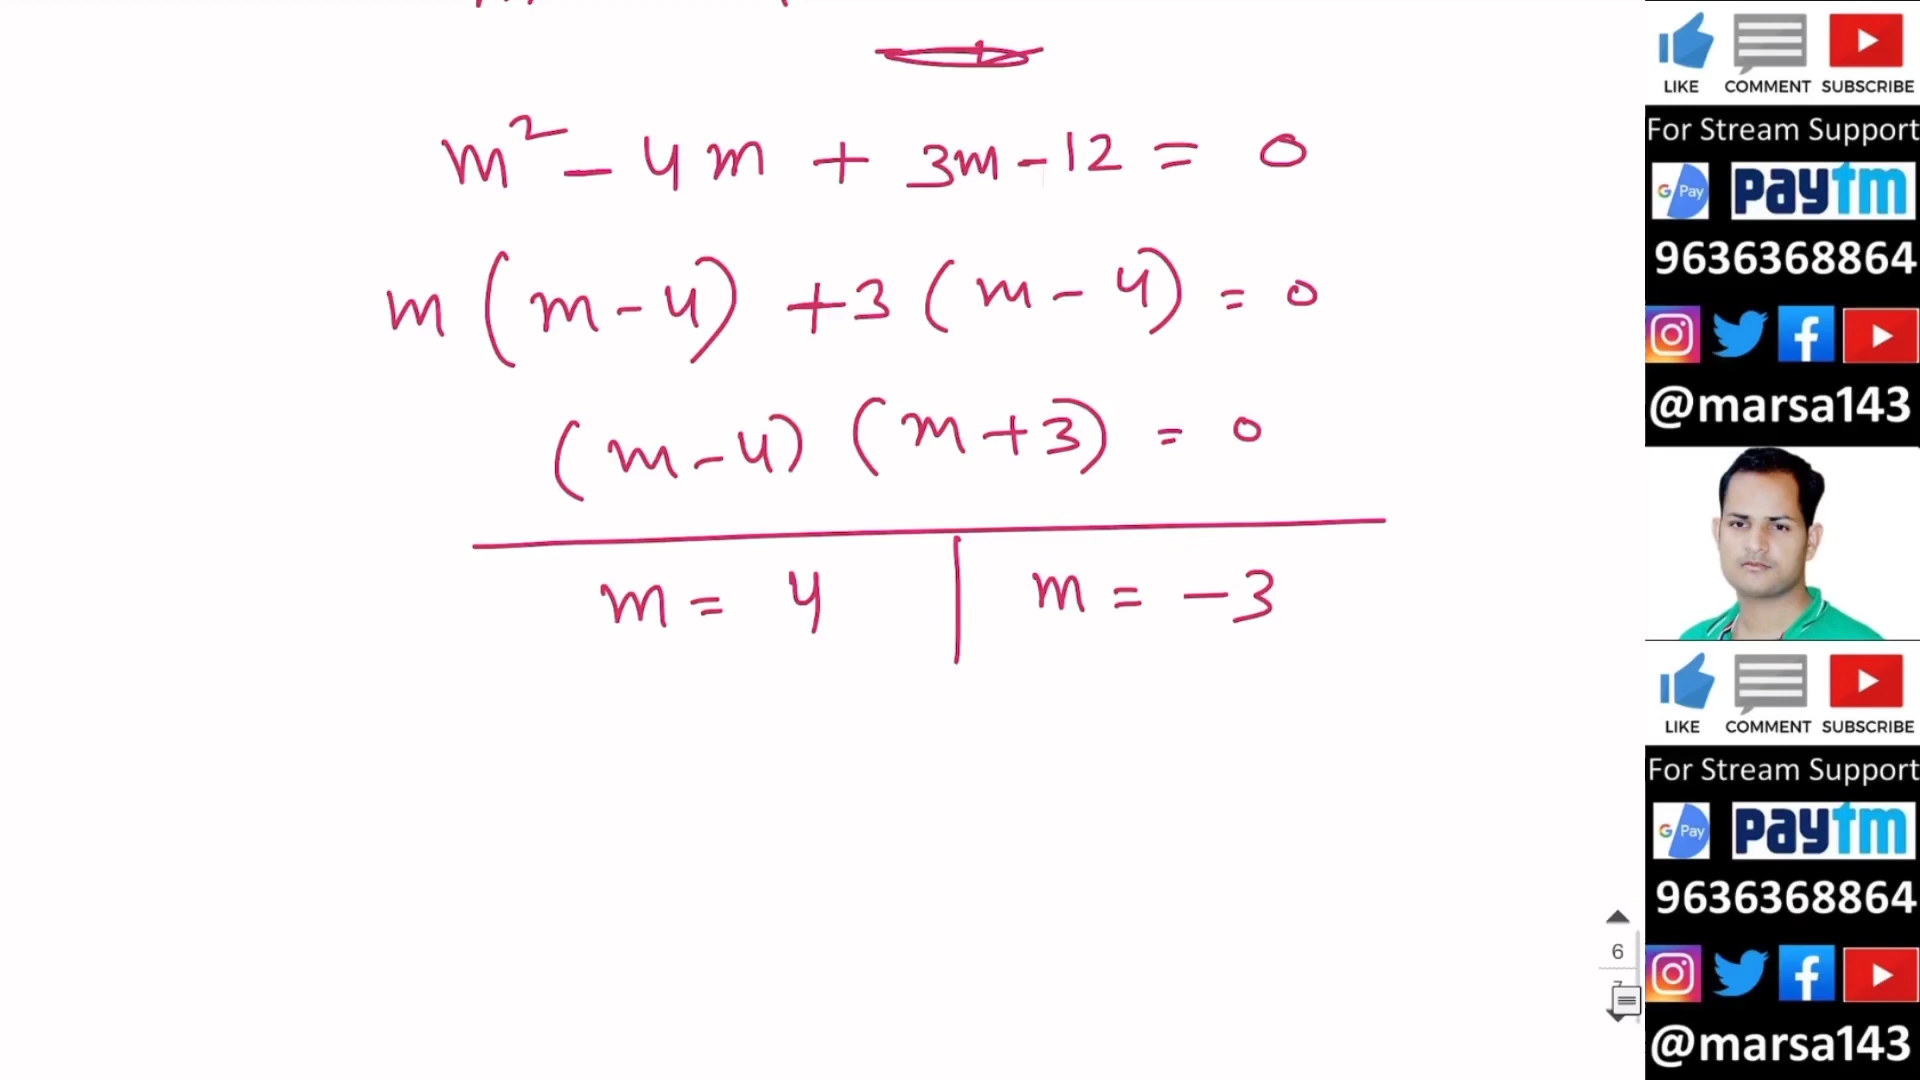 m² - 4m + 3m - 12 = 0
m (m - 4) + 3 (m - 4) = 0
(m - 4) (m + 3) = 0
m = 4 | m = -3
LIKE COMMENT SUBSCRIBE
For Stream Support
G Pay paytm
9636368864
@marsa143
LIKE COMMENT SUBSCRIBE
For Stream Support
G Pay paytm
9636368864
@marsa143
6